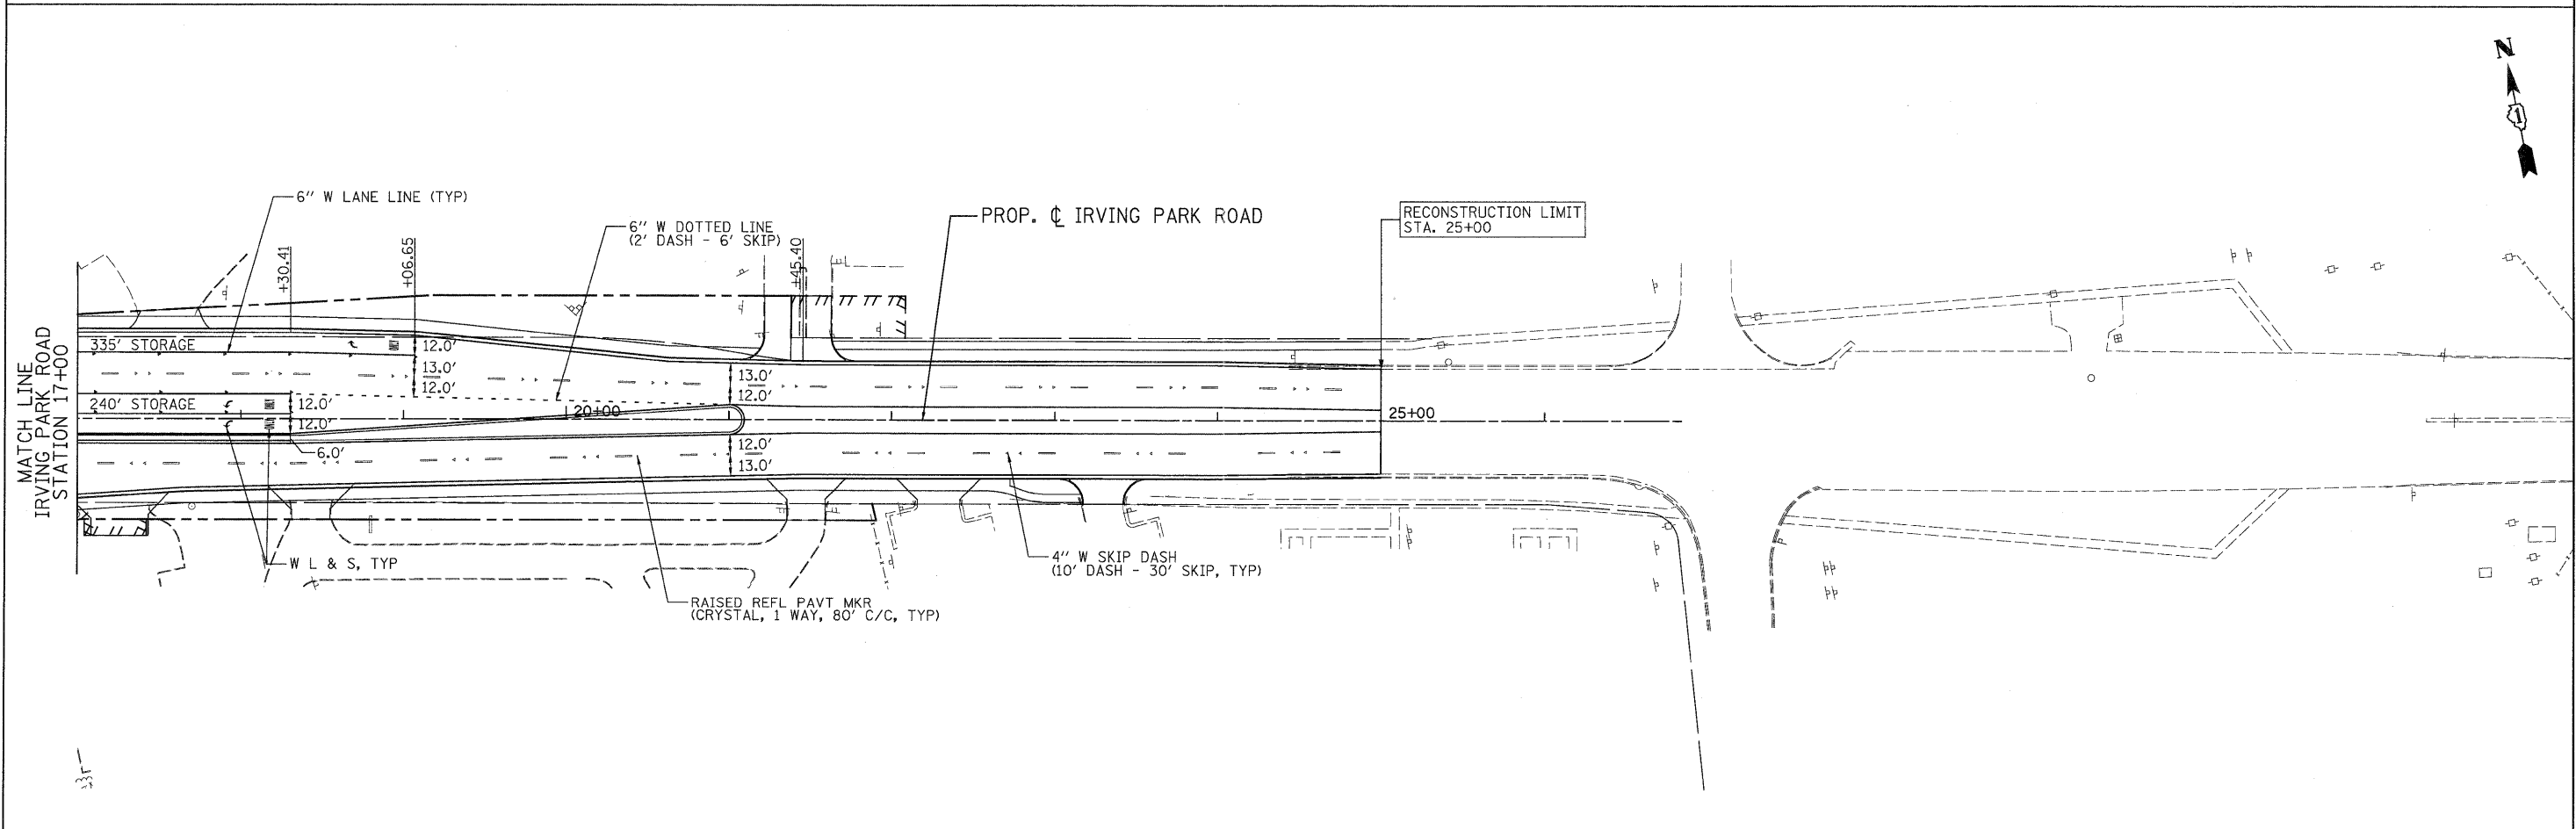 N
1
6" W LANE LINE (TYP)
6" W DOTTED LINE
(2' DASH - 6' SKIP)
PROP. ℄ IRVING PARK ROAD
RECONSTRUCTION LIMIT
STA. 25+00
+30.41
+06.65
+45.40
MATCH LINE
IRVING PARK ROAD
STATION 17+00
335' STORAGE
12.0'
13.0'
12.0'
13.0'
12.0'
240' STORAGE
ONLY
12.0'
12.0'
20+00
25+00
6.0'
12.0'
13.0'
W L & S, TYP
4" W SKIP DASH
(10' DASH - 30' SKIP, TYP)
RAISED REFL PAVT MKR
(CRYSTAL, 1 WAY, 80' C/C, TYP)